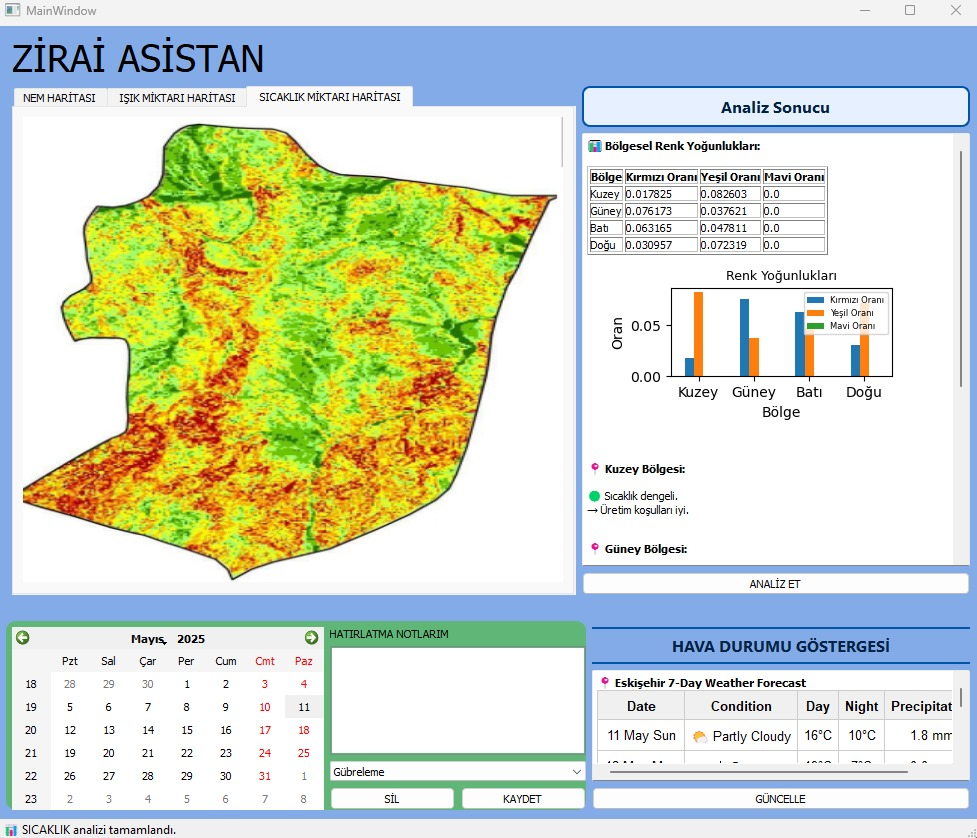 MainWindow
ZİRAİ ASİSTAN
NEM HARİTASI IŞIK MİKTARI HARİTASI SICAKLIK MİKTARI HARİTASI
Analiz Sonucu
Bölgesel Renk Yoğunlukları:
Bölge Kırmızı Oranı Yeşil Oranı Mavi Oranı
Kuzey 0.017825 0.082603 0.0
Güney 0.076173 0.037621 0.0
Batı 0.063165 0.047811 0.0
Doğu 0.030957 0.072319 0.0
Renk Yoğunlukları
Kırmızı Oranı
Yeşil Oranı
Mavi Oranı
Oran
0.05
0.00
Kuzey Güney Batı Doğu
Bölge
Kuzey Bölgesi:
Sıcaklık dengeli.
→ Üretim koşulları iyi.
Güney Bölgesi:
ANALİZ ET
Mayıs, 2025
Pzt Sal Çar Per Cum Cmt Paz
18 28 29 30 1 2 3 4
19 5 6 7 8 9 10 11
20 12 13 14 15 16 17 18
21 19 20 21 22 23 24 25
22 26 27 28 29 30 31 1
23 2 3 4 5 6 7 8
HATIRLATMA NOTLARIM
Gübreleme
SİL KAYDET
HAVA DURUMU GÖSTERGESİ
Eskişehir 7-Day Weather Forecast
Date Condition Day Night Precipitat
11 May Sun Partly Cloudy 16°C 10°C 1.8 mm
GÜNCELLE
SICAKLIK analizi tamamlandı.